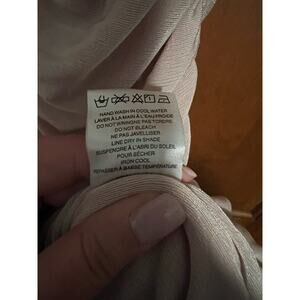 HAND WASH IN COOL WATER
LAVER À LA MAIN À L'EAU FROIDE
DO NOT WRING/NE PAS TORDRE
DO NOT BLEACH
NE PAS JAVELLISER
LINE DRY IN SHADE
SUSPENDRE À L'ABRI DU SOLEIL
POUR SÉCHER
IRON COOL
REPASSER À BASSE TEMPÉRATURE